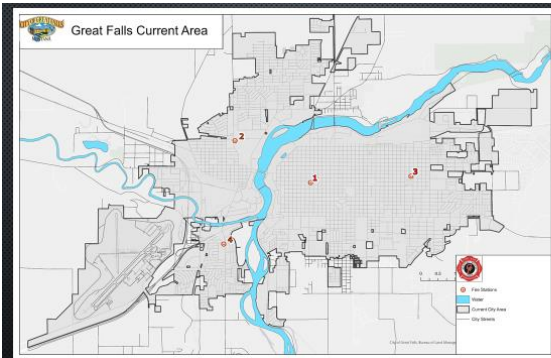 Great Falls Current Area
2
3
1
4
Fire Stations
Water
Current City Area
City Streets